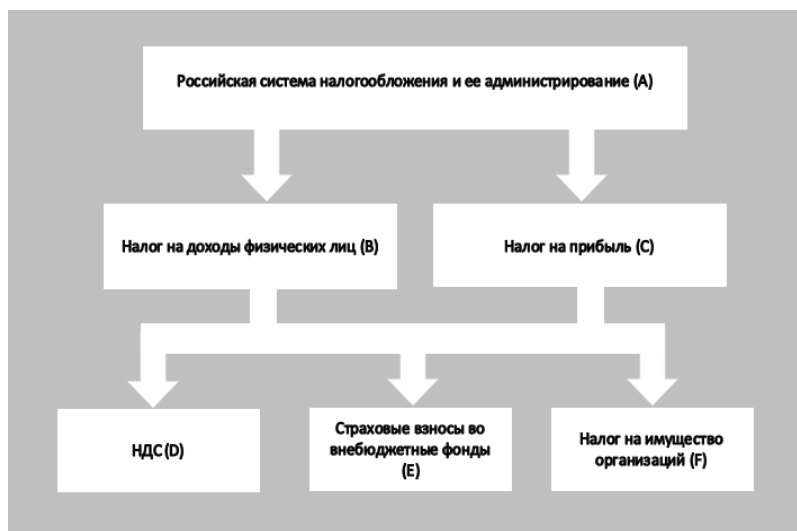 Российская система налогообложения и ее администрирование (A)
Налог на доходы физических лиц (B)
Налог на прибыль (C)
НДС (D)
Страховые взносы во
внебюджетные фонды
(E)
Налог на имущество
организаций (F)